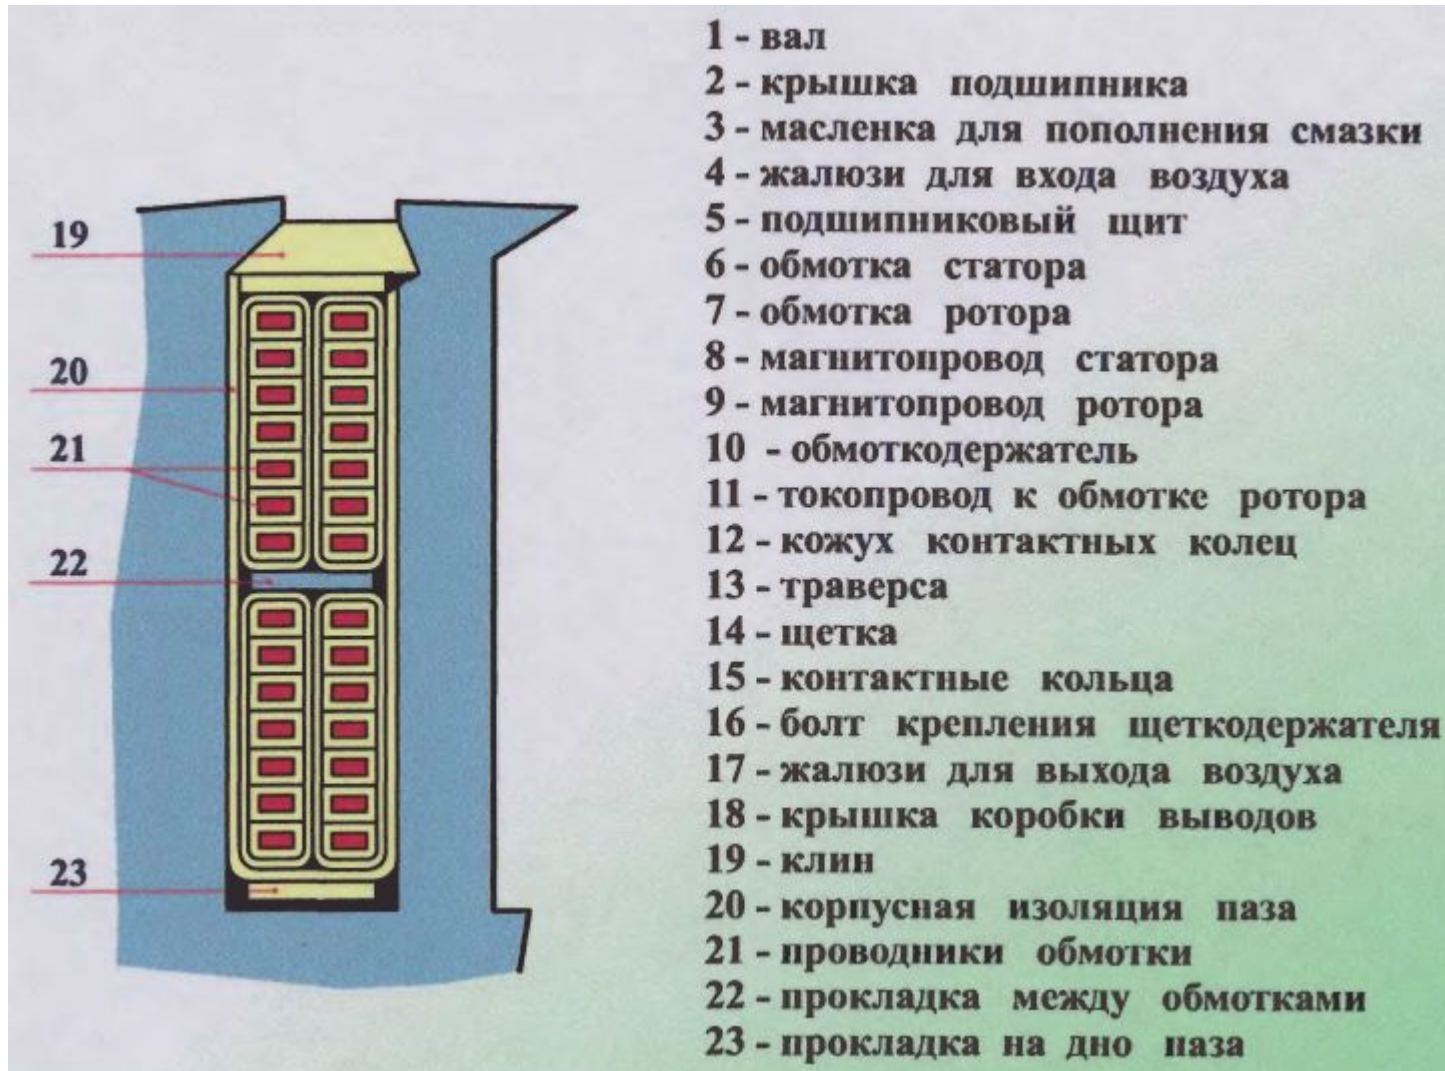 1 - вал
2 - крышка подшипника
3 - масленка для пополнения смазки
4 - жалюзи для входа воздуха
5 - подшипниковый щит
6 - обмотка статора
7 - обмотка ротора
8 - магнитопровод статора
9 - магнитопровод ротора
10 - обмоткодержатель
11 - токопровод к обмотке ротора
12 - кожух контактных колец
13 - траверса
14 - щетка
15 - контактные кольца
16 - болт крепления щеткодержателя
17 - жалюзи для выхода воздуха
18 - крышка коробки выводов
19 - клин
20 - корпусная изоляция паза
21 - проводники обмотки
22 - прокладка между обмотками
23 - прокладка на дно паза
19
20
21
22
23